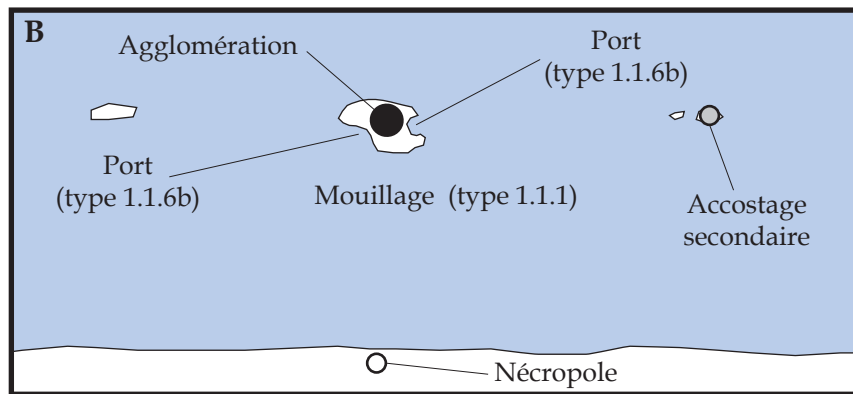 B
Agglomération
Port
(type 1.1.6b)
Port
(type 1.1.6b)
Mouillage (type 1.1.1)
Accostage
secondaire
Nécropole